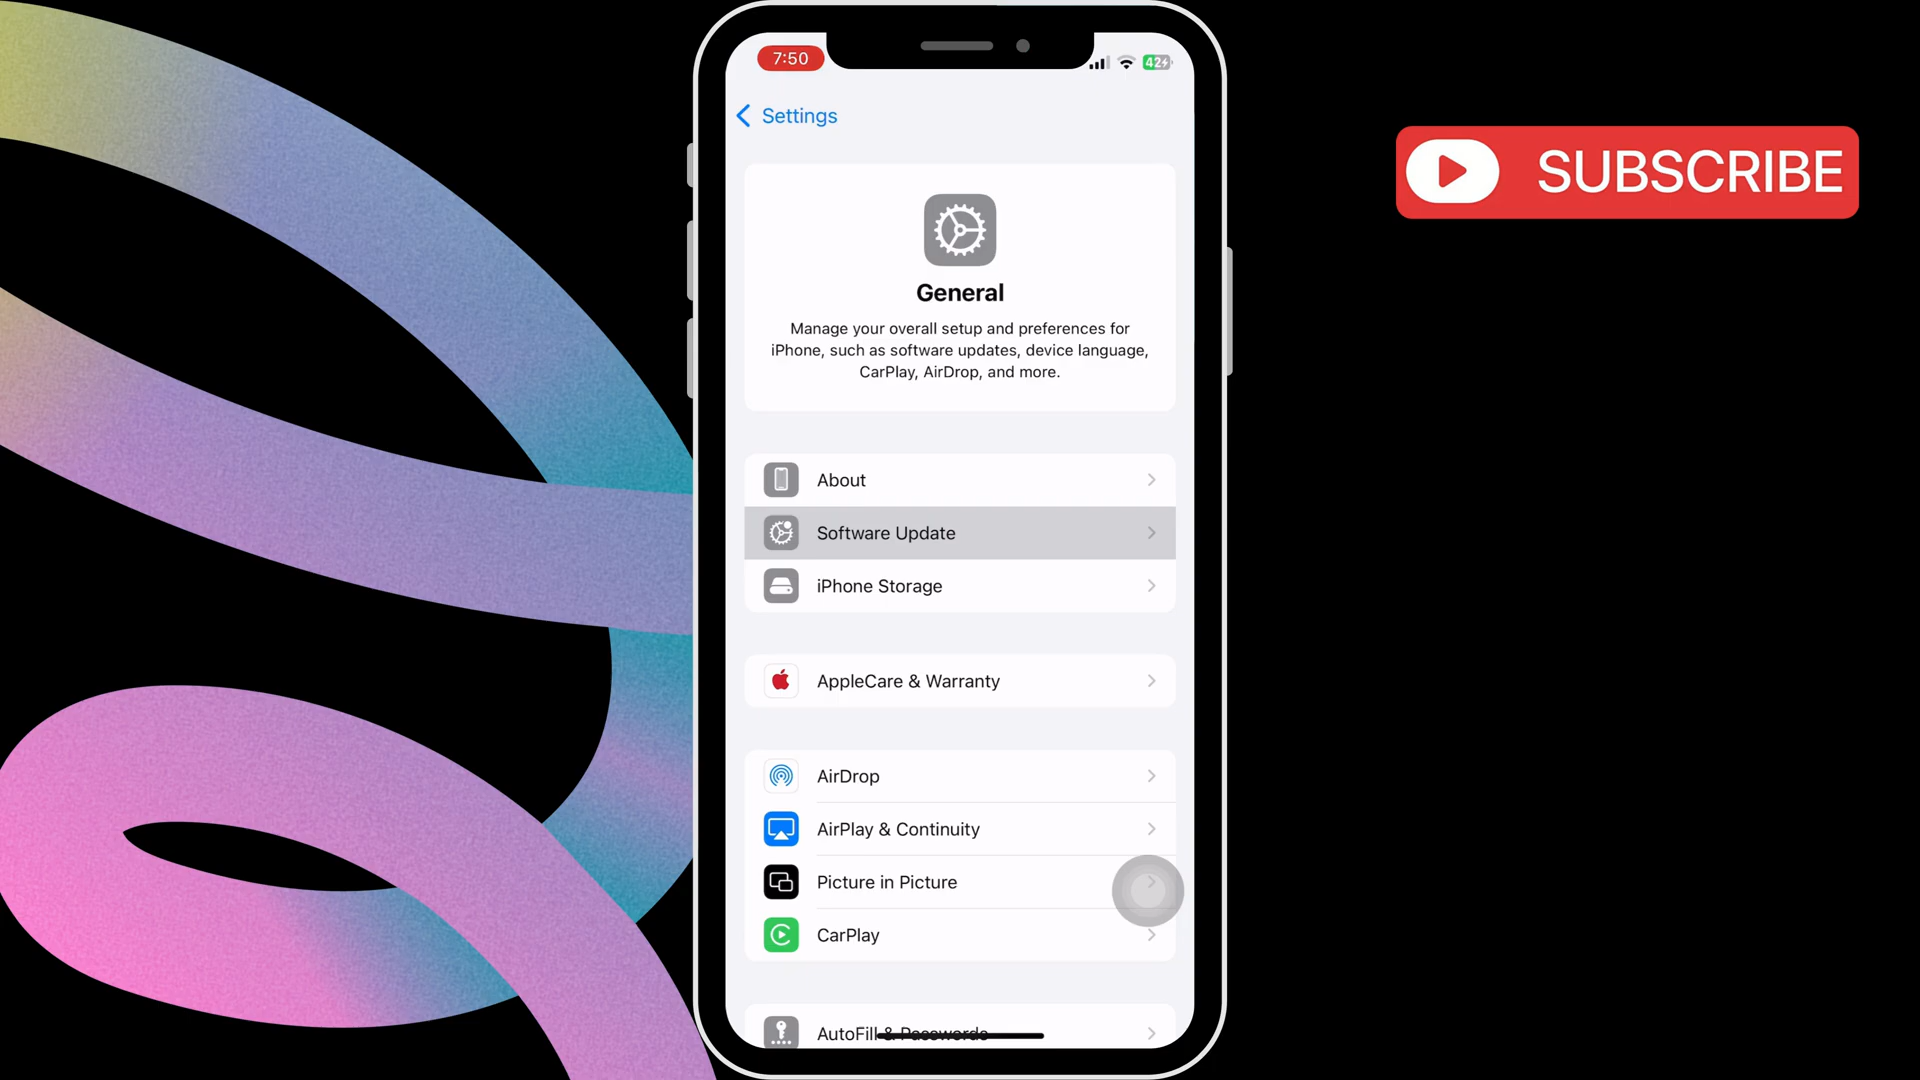 7:50
42
Settings
SUBSCRIBE
General
Manage your overall setup and preferences for
iPhone, such as software updates, device language,
CarPlay, AirDrop, and more.
About
Software Update
iPhone Storage
AppleCare & Warranty
AirDrop
AirPlay & Continuity
Picture in Picture
CarPlay
AutoFill & Passwords